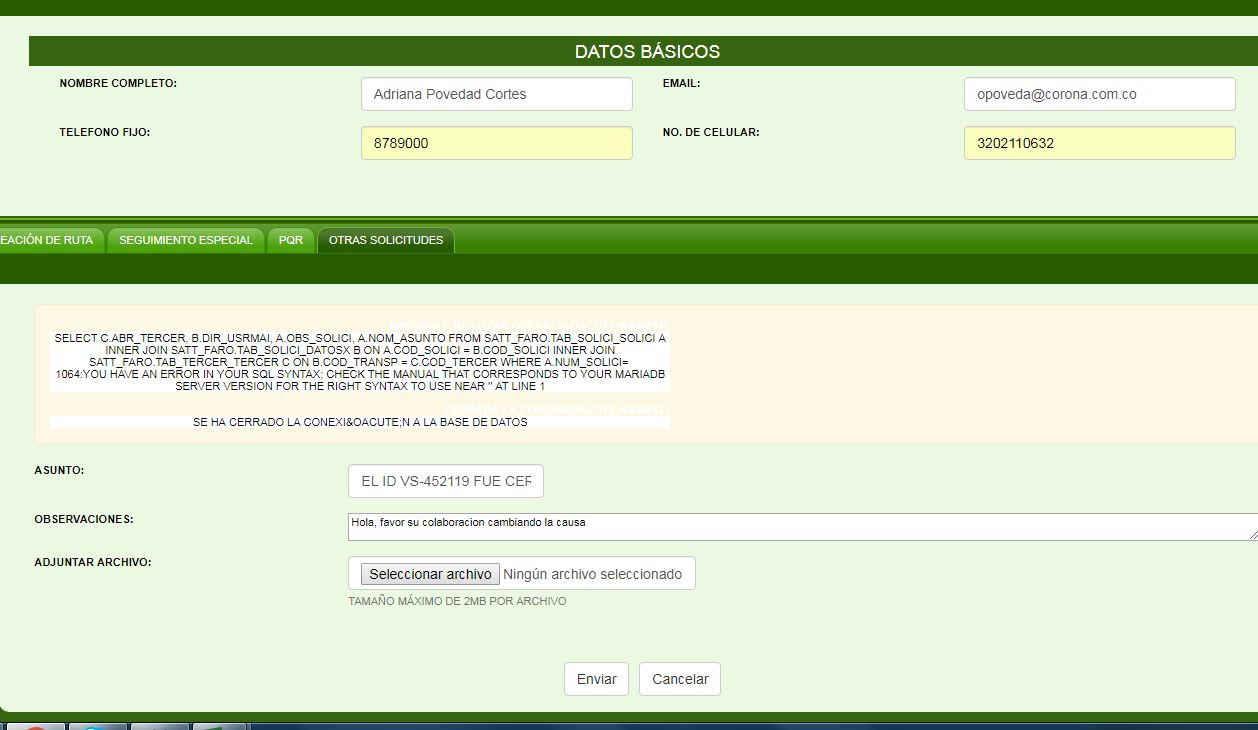 DATOS BÁSICOS
NOMBRE COMPLETO: Adriana Povedad Cortes EMAIL: opoveda@corona.com.co
TELEFONO FIJO: 8789000 NO. DE CELULAR: 3202110632
EACIÓN DE RUTA SEGUIMIENTO ESPECIAL PQR OTRAS SOLICITUDES
SELECT C.ABR_TERCER, B.DIR_USRMAI, A.OBS_SOLICI, A.NOM_ASUNTO FROM SATT_FARO.TAB_SOLICI_SOLICI A
INNER JOIN SATT_FARO.TAB_SOLICI_DATOSX B ON A.COD_SOLICI = B.COD_SOLICI INNER JOIN
SATT_FARO.TAB_TERCER_TERCER C ON B.COD_TRANSP = C.COD_TERCER WHERE A.NUM_SOLICI=
1064:YOU HAVE AN ERROR IN YOUR SQL SYNTAX; CHECK THE MANUAL THAT CORRESPONDS TO YOUR MARIADB
SERVER VERSION FOR THE RIGHT SYNTAX TO USE NEAR '' AT LINE 1
CERRADA LA CONEXI&OACUTE;N&NBSP;
SE HA CERRADO LA CONEXI&OACUTE;N A LA BASE DE DATOS
ASUNTO: EL ID VS-452119 FUE CER
OBSERVACIONES: Hola, favor su colaboracion cambiando la causa
ADJUNTAR ARCHIVO: Seleccionar archivo Ningún archivo seleccionado
TAMAÑO MÁXIMO DE 2MB POR ARCHIVO
Enviar Cancelar